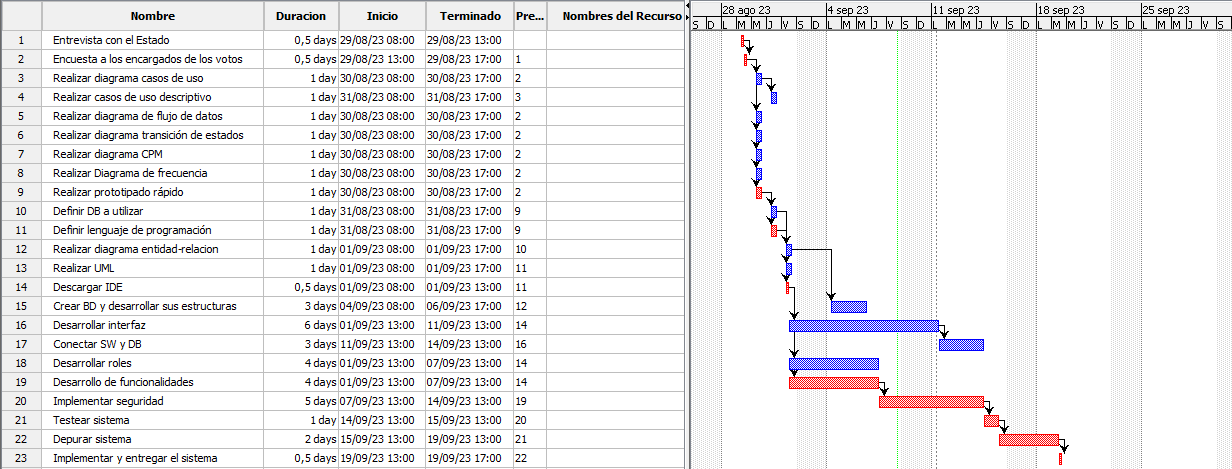 Nombre Duracion Inicio Terminado Pre... Nombres del Recurso
28 ago 23 4 sep 23 11 sep 23 18 sep 23 25 sep 23
S D L M M J V S D L M M J V S D L M M J V S D L M M J V S D L M M J V S
1 Entrevista con el Estado 0,5 days 29/08/23 08:00 29/08/23 13:00
2 Encuesta a los encargados de los votos 0,5 days 29/08/23 13:00 29/08/23 17:00 1
3 Realizar diagrama casos de uso 1 day 30/08/23 08:00 30/08/23 17:00 2
4 Realizar casos de uso descriptivo 1 day 31/08/23 08:00 31/08/23 17:00 3
5 Realizar diagrama de flujo de datos 1 day 30/08/23 08:00 30/08/23 17:00 2
6 Realizar diagrama transición de estados 1 day 30/08/23 08:00 30/08/23 17:00 2
7 Realizar diagrama CPM 1 day 30/08/23 08:00 30/08/23 17:00 2
8 Realizar Diagrama de frecuencia 1 day 30/08/23 08:00 30/08/23 17:00 2
9 Realizar prototipado rápido 1 day 30/08/23 08:00 30/08/23 17:00 2
10 Definir DB a utilizar 1 day 31/08/23 08:00 31/08/23 17:00 9
11 Definir lenguaje de programación 1 day 31/08/23 08:00 31/08/23 17:00 9
12 Realizar diagrama entidad-relacion 1 day 01/09/23 08:00 01/09/23 17:00 10
13 Realizar UML 1 day 01/09/23 08:00 01/09/23 17:00 11
14 Descargar IDE 0,5 days 01/09/23 08:00 01/09/23 13:00 11
15 Crear BD y desarrollar sus estructuras 3 days 04/09/23 08:00 06/09/23 17:00 12
16 Desarrollar interfaz 6 days 01/09/23 13:00 11/09/23 13:00 14
17 Conectar SW y DB 3 days 11/09/23 13:00 14/09/23 13:00 16
18 Desarrollar roles 4 days 01/09/23 13:00 07/09/23 13:00 14
19 Desarrollo de funcionalidades 4 days 01/09/23 13:00 07/09/23 13:00 14
20 Implementar seguridad 5 days 07/09/23 13:00 14/09/23 13:00 19
21 Testear sistema 1 day 14/09/23 13:00 15/09/23 13:00 20
22 Depurar sistema 2 days 15/09/23 13:00 19/09/23 13:00 21
23 Implementar y entregar el sistema 0,5 days 19/09/23 13:00 19/09/23 17:00 22